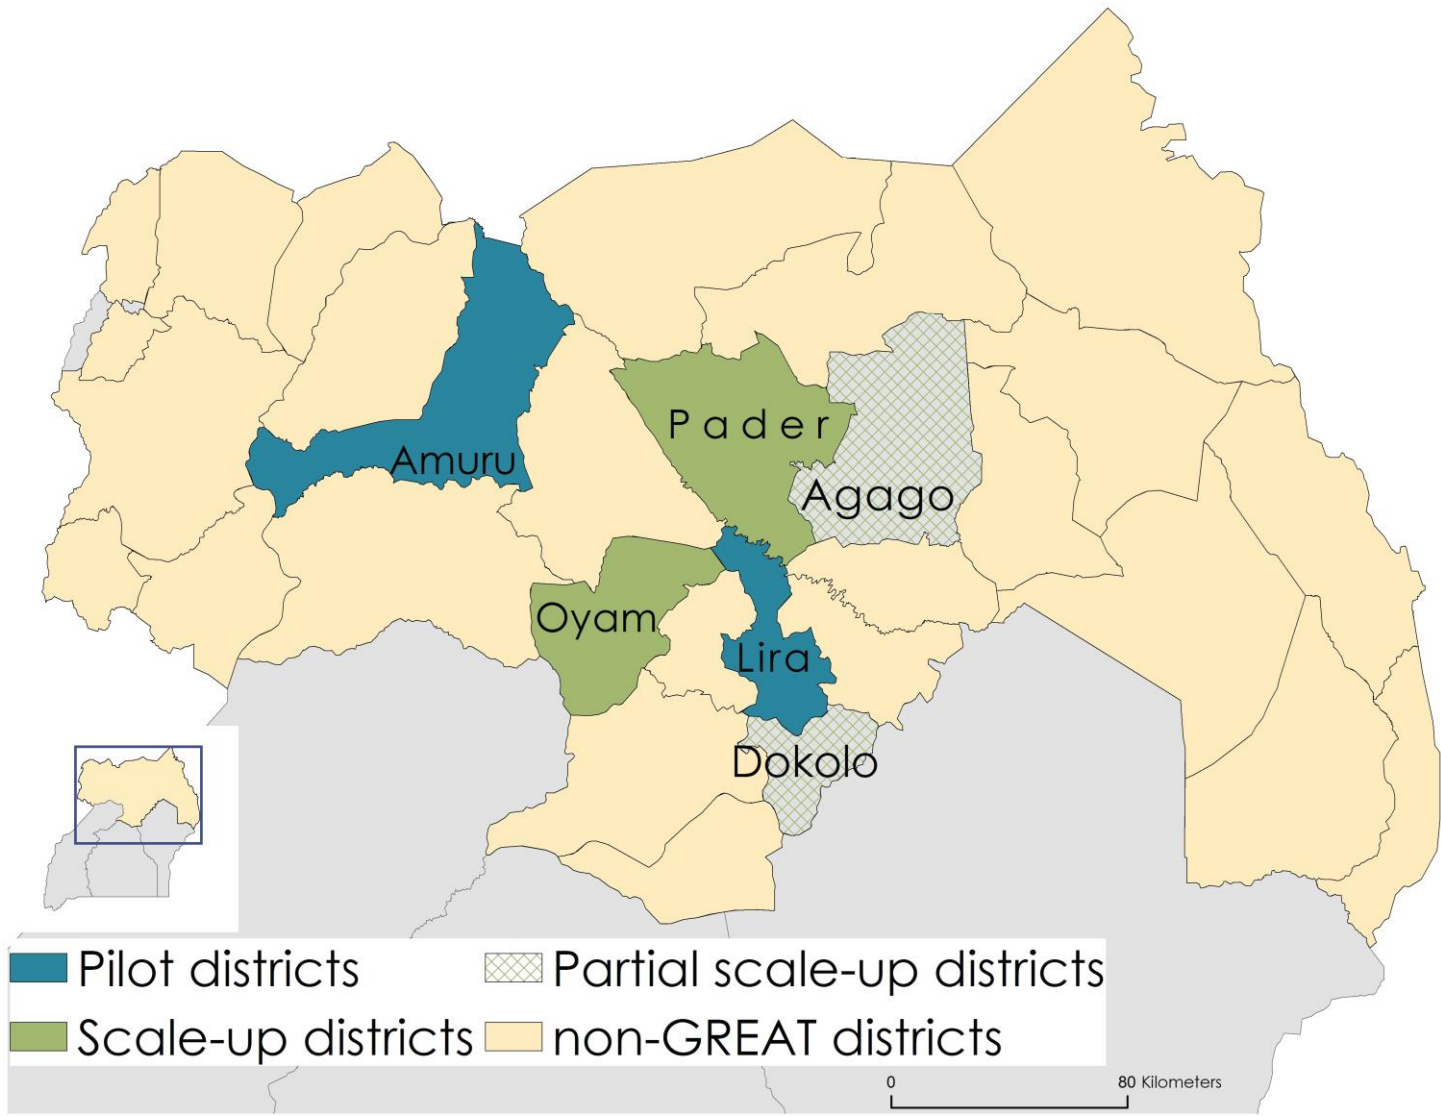 Pader
Amuru
Agago
Oyam
Lira
Dokolo
Pilot districts
Partial scale-up districts
Scale-up districts
non-GREAT districts
0 80 Kilometers